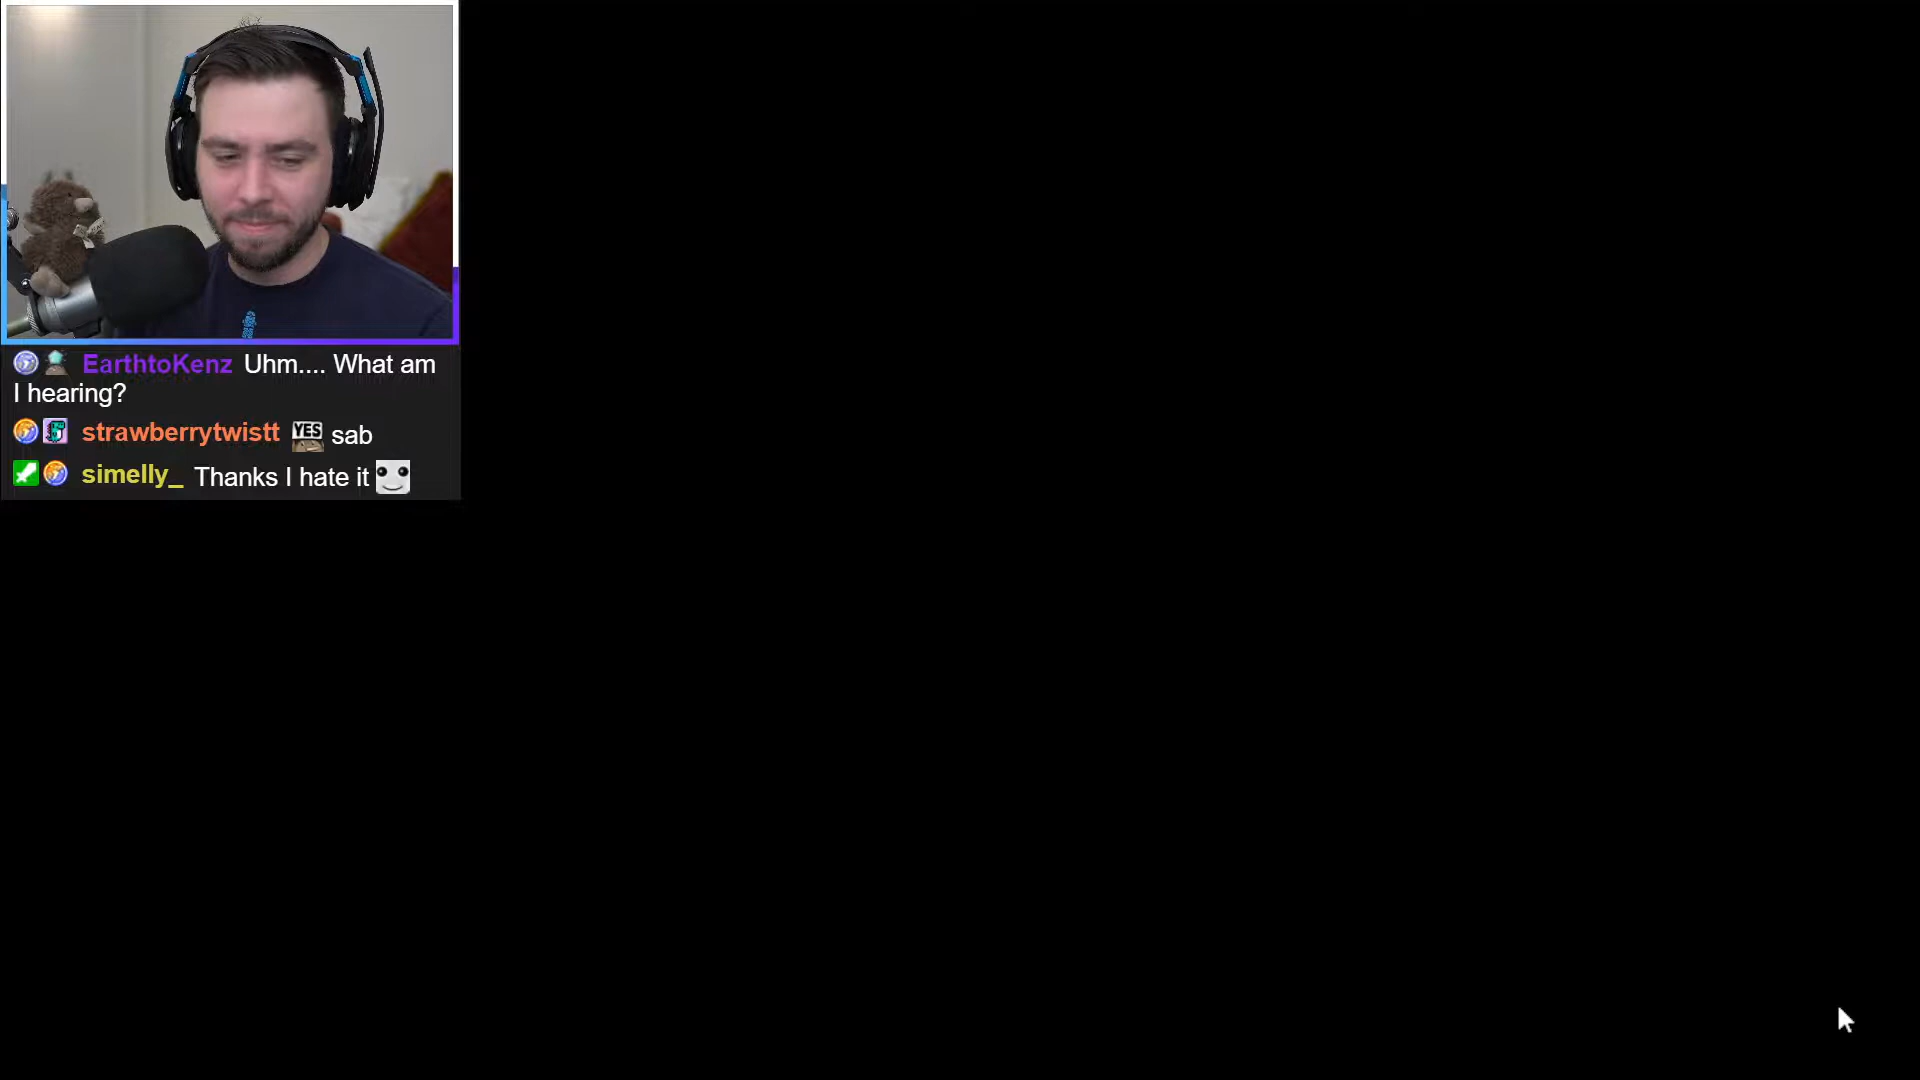 EarthtoKenz Uhm.... What am
I hearing?
strawberrytwistt YES sab
simelly_ Thanks I hate it